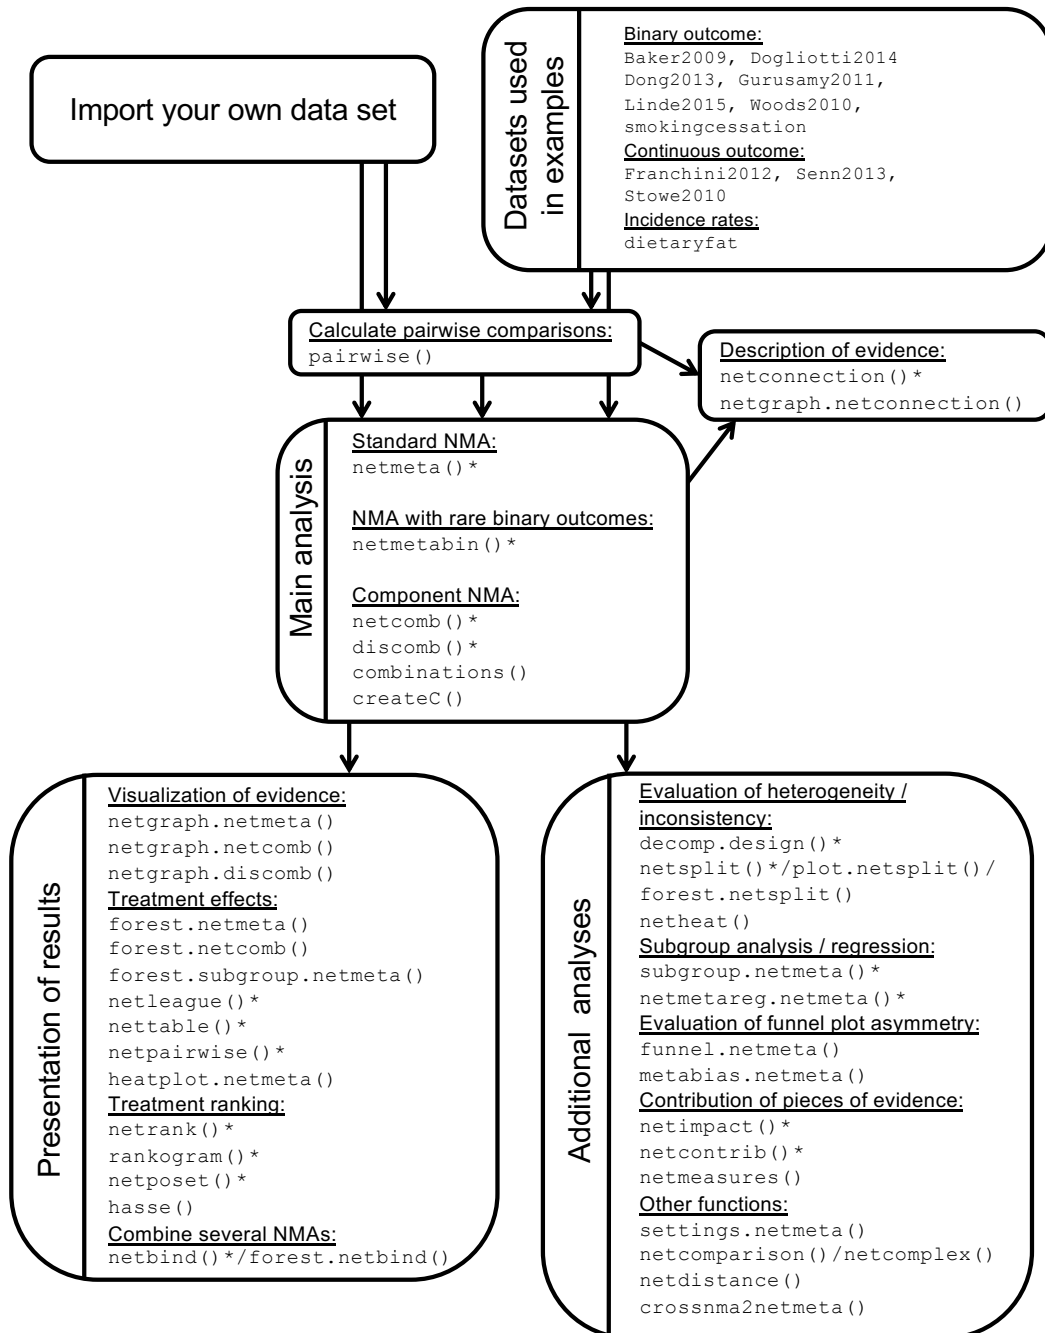 Import your own data set
Datasets used
in examples
Binary outcome:
Baker2009, Dogliotti2014
Dong2013, Gurusamy2011,
Linde2015, Woods2010,
smokingcessation
Continuous outcome:
Franchini2012, Senn2013,
Stowe2010
Incidence rates:
dietaryfat
Calculate pairwise comparisons:
pairwise()
Description of evidence:
netconnection()*
netgraph.netconnection()
Main analysis
Standard NMA:
netmeta()*
NMA with rare binary outcomes:
netmetabin()*
Component NMA:
netcomb()*
discomb()*
combinations()
createC()
Presentation of results
Visualization of evidence:
netgraph.netmeta()
netgraph.netcomb()
netgraph.discomb()
Treatment effects:
forest.netmeta()
forest.netcomb()
forest.subgroup.netmeta()
netleague()*
nettable()*
netpairwise()*
heatplot.netmeta()
Treatment ranking:
netrank()*
rankogram()*
netposet()*
hasse()
Combine several NMAs:
netbind()*/forest.netbind()
Additional analyses
Evaluation of heterogeneity /
inconsistency:
decomp.design()*
netsplit()*/plot.netsplit()/
forest.netsplit()
netheat()
Subgroup analysis / regression:
subgroup.netmeta()*
netmetareg.netmeta()*
Evaluation of funnel plot asymmetry:
funnel.netmeta()
metabias.netmeta()
Contribution of pieces of evidence:
netimpact()*
netcontrib()*
netmeasures()
Other functions:
settings.netmeta()
netcomparison()/netcomplex()
netdistance()
crossnma2netmeta()